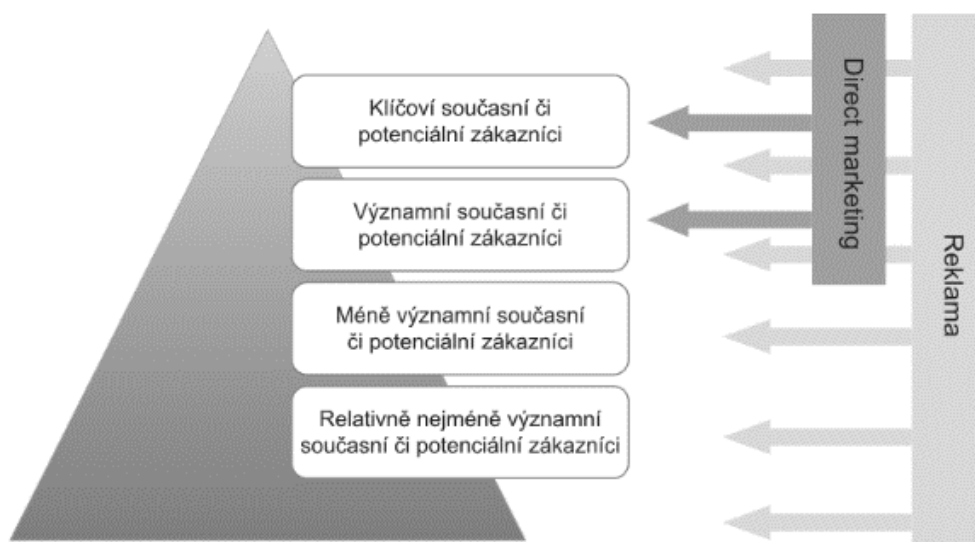 Klíčoví současní či
potenciální zákazníci
Významní současní či
potenciální zákazníci
Méně významní současní
či potenciální zákazníci
Relativně nejméně významní
současní či potenciální zákazníci
Direct marketing
Reklama